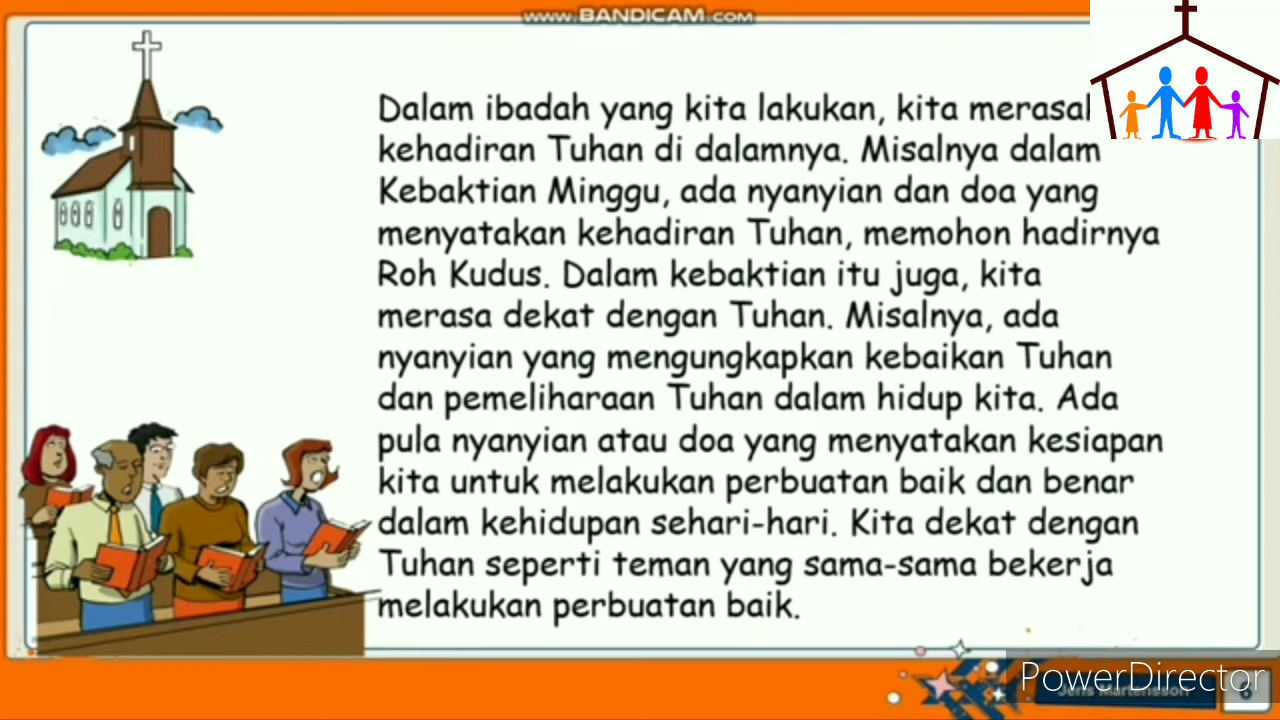 www.BANDICAM.com
Dalam ibadah yang kita lakukan, kita
kehadiran Tuhan di dalamnya. Misalnya dalam
Kebaktian Minggu, ada nyanyian dan doa yang
menyatakan kehadiran Tuhan, memohon hadirnya
Roh Kudus. Dalam kebaktian itu juga, kita
merasa dekat dengan Tuhan. Misalnya, ada
nyanyian yang mengungkapkan kebaikan Tuhan
dan pemeliharaan Tuhan dalam hidup kita. Ada
pula nyanyian atau doa yang menyatakan kesiapan
kita untuk melakukan perbuatan baik dan benar
dalam kehidupan sehari-hari. Kita dekat dengan
Tuhan seperti teman yang sama-sama bekerja
melakukan perbuatan baik.
PowerDirector